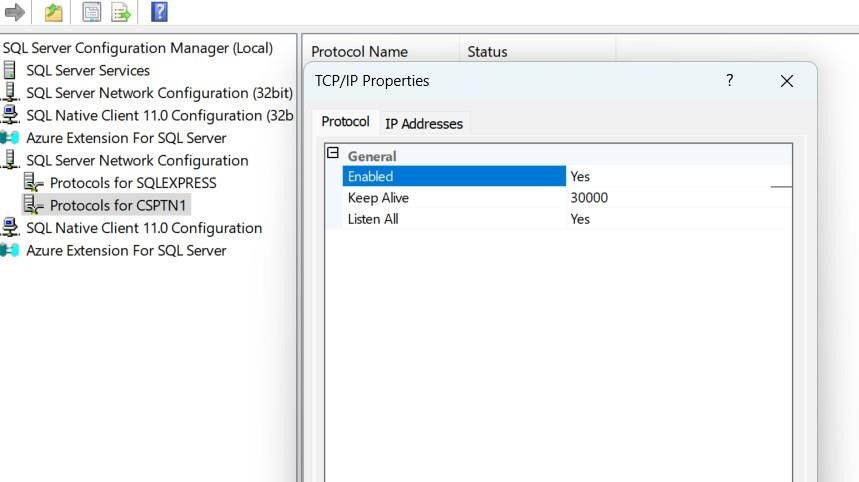 SQL Server Configuration Manager (Local)
SQL Server Services
SQL Server Network Configuration (32bit)
SQL Native Client 11.0 Configuration (32b
Azure Extension For SQL Server
SQL Server Network Configuration
Protocols for SQLEXPRESS
Protocols for CSPTN1
SQL Native Client 11.0 Configuration
Azure Extension For SQL Server
Protocol Name Status
TCP/IP Properties ?
Protocol IP Addresses
General
Enabled Yes
Keep Alive 30000
Listen All Yes